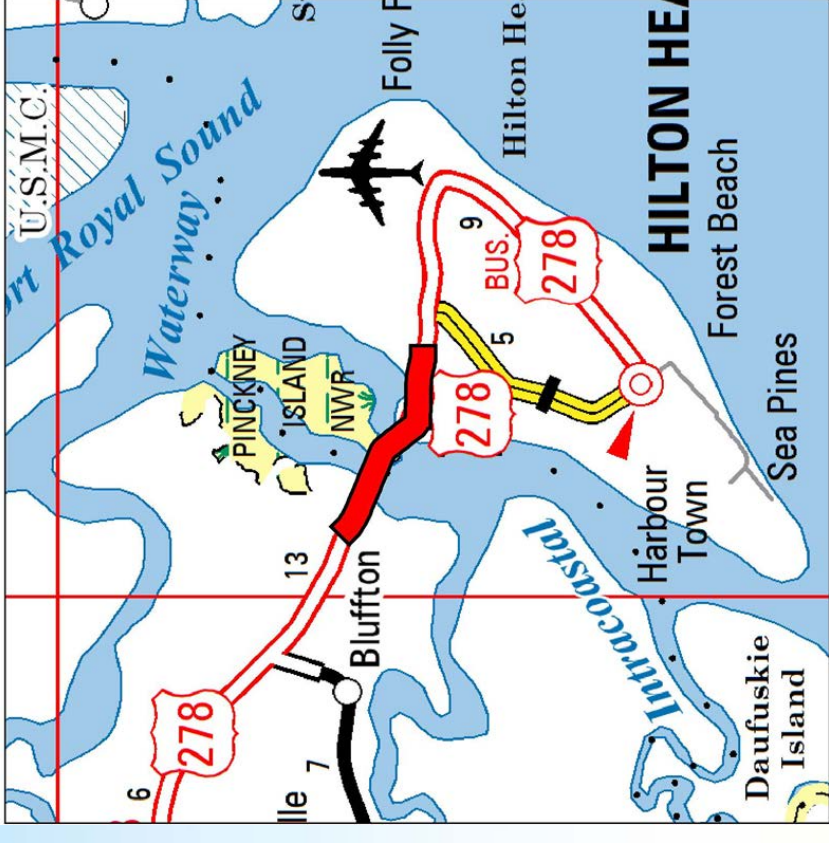 U.S.M.C.
ort Royal Sound
6
Waterway
278
PINCKNEY
ISLAND
NWR
lle
13
7
Bluffton
Folly
9
278
BUS.
278
5
Hilton He
Intracoastal
HILTON HEA
Harbour
Town
Forest Beach
Daufuskie
Island
Sea Pines